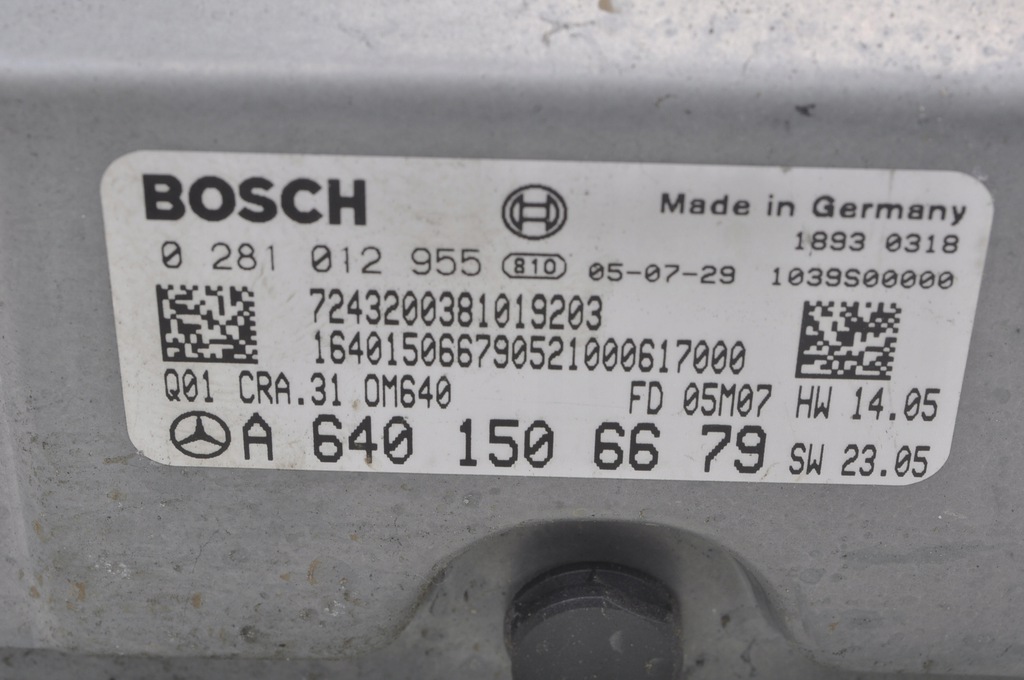 BOSCH
Made in Germany
1893 0318
0 281 012 955 810 05-07-29 1039S00000
7243200381019203
164015066790521000617000
Q01 CRA.31 OM640 FD 05M07 HW 14.05
A 640 150 66 79 SW 23.05